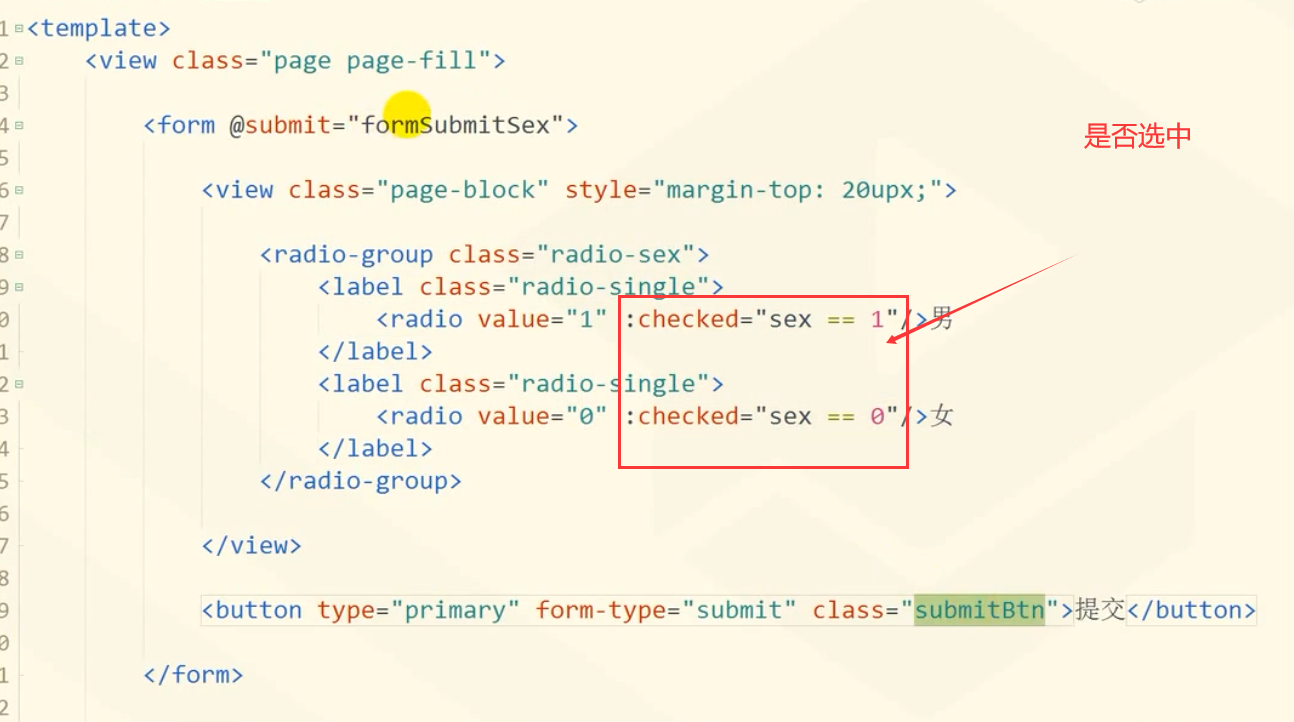 1 <template>
2 <view class="page page-fill">
3
4 <form @submit="formSubmitSex">
是否选中
5
6 <view class="page-block" style="margin-top: 20upx;">
7
8 <radio-group class="radio-sex">
9 <label class="radio-single">
0 <radio value="1" :checked="sex == 1"/>男
1 </label>
2 <label class="radio-single">
3 <radio value="0" :checked="sex == 0"/>女
4 </label>
5 </radio-group>
6
7 </view>
8
9 <button type="primary" form-type="submit" class="submitBtn">提交</button>
0
1 </form>
2